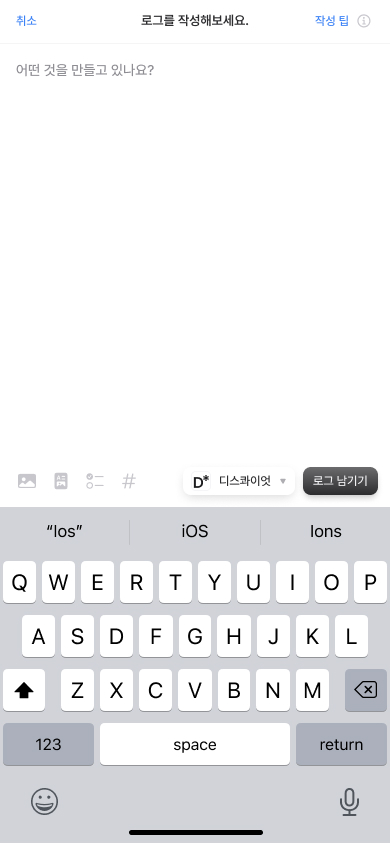 취소 로그를 작성해보세요. 작성 팁
어떤 것을 만들고 있나요?
D* 디스콰이엇 로그 남기기
“Ios” iOS Ions
Q W E R T Y U I O P
A S D F G H J K L
Z X C V B N M
123 space return